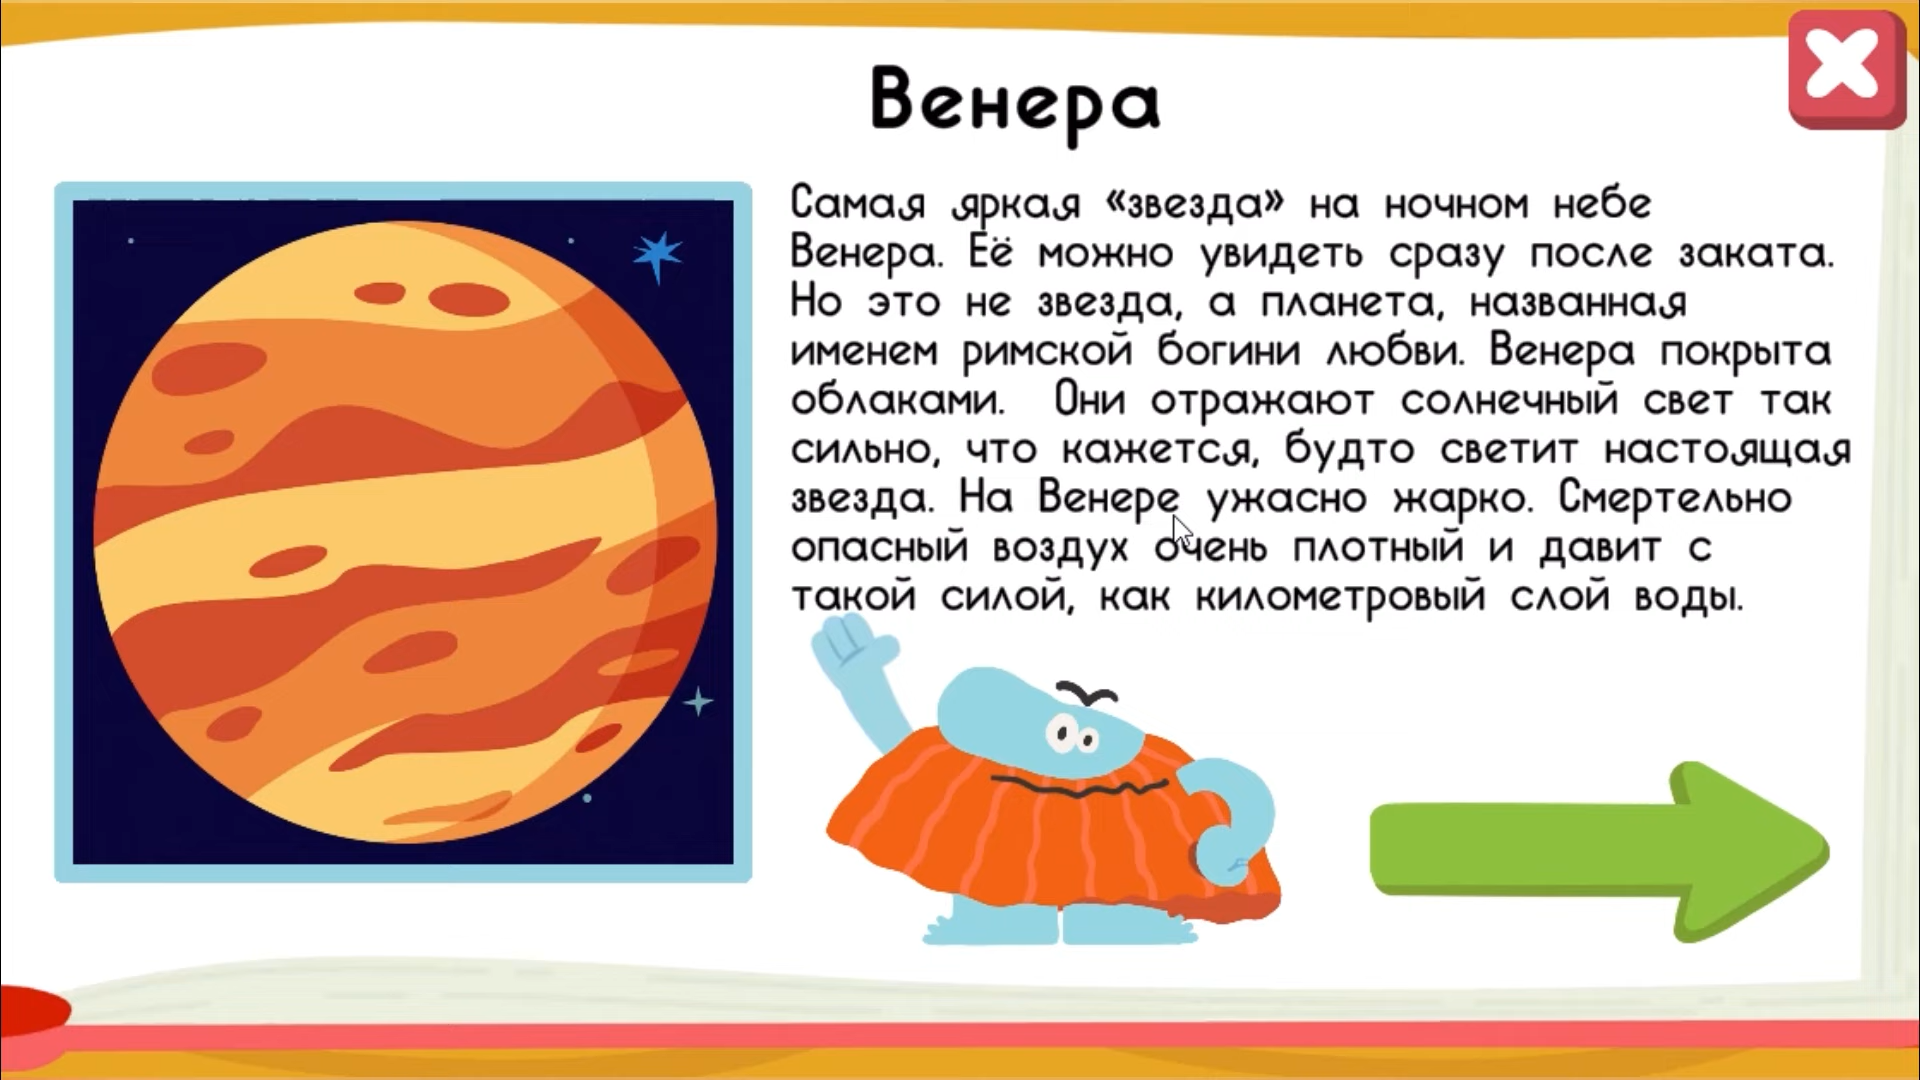 Венера
Самая яркая «звезда» на ночном небе
Венера. Её можно увидеть сразу после заката.
Но это не звезда, а планета, названная
именем римской богини любви. Венера покрыта
облаками. Они отражают солнечный свет так
сильно, что кажется, будто светит настоящая
звезда. На Венере ужасно жарко. Смертельно
опасный воздух очень плотный и давит с
такой силой, как километровый слой воды.